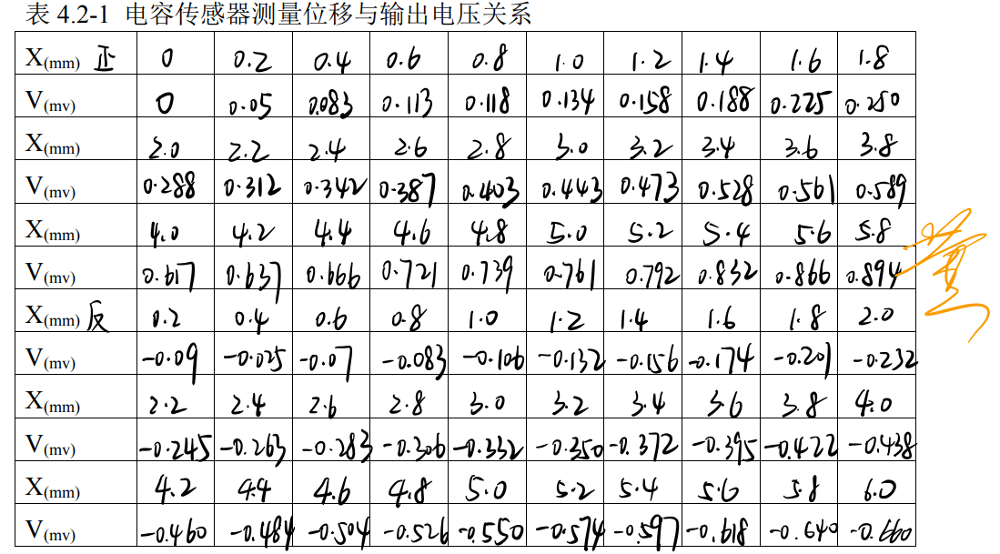 表 4.2-1 电容传感器测量位移与输出电压关系
X(mm) 正 0 0.2 0.4 0.6 0.8 1.0 1.2 1.4 1.6 1.8
V(mv) 0 0.05 0.083 0.113 0.118 0.134 0.158 0.188 0.225 0.250
X(mm) 2.0 2.2 2.4 2.6 2.8 3.0 3.2 3.4 3.6 3.8
V(mv) 0.288 0.312 0.342 0.387 0.403 0.443 0.473 0.528 0.561 0.589
X(mm) 4.0 4.2 4.4 4.6 4.8 5.0 5.2 5.4 5.6 5.8
V(mv) 0.617 0.637 0.666 0.721 0.739 0.761 0.792 0.832 0.866 0.894
X(mm) 反 0.2 0.4 0.6 0.8 1.0 1.2 1.4 1.6 1.8 2.0
V(mv) -0.09 -0.025 -0.07 -0.083 -0.106 -0.132 -0.156 -0.174 -0.201 -0.232
X(mm) 2.2 2.4 2.6 2.8 3.0 3.2 3.4 3.6 3.8 4.0
V(mv) -0.245 -0.263 -0.283 -0.306 -0.332 -0.350 -0.372 -0.395 -0.422 -0.438
X(mm) 4.2 4.4 4.6 4.8 5.0 5.2 5.4 5.6 5.8 6.0
V(mv) -0.460 -0.484 -0.504 -0.526 -0.550 -0.574 -0.597 -0.618 -0.640 -0.660